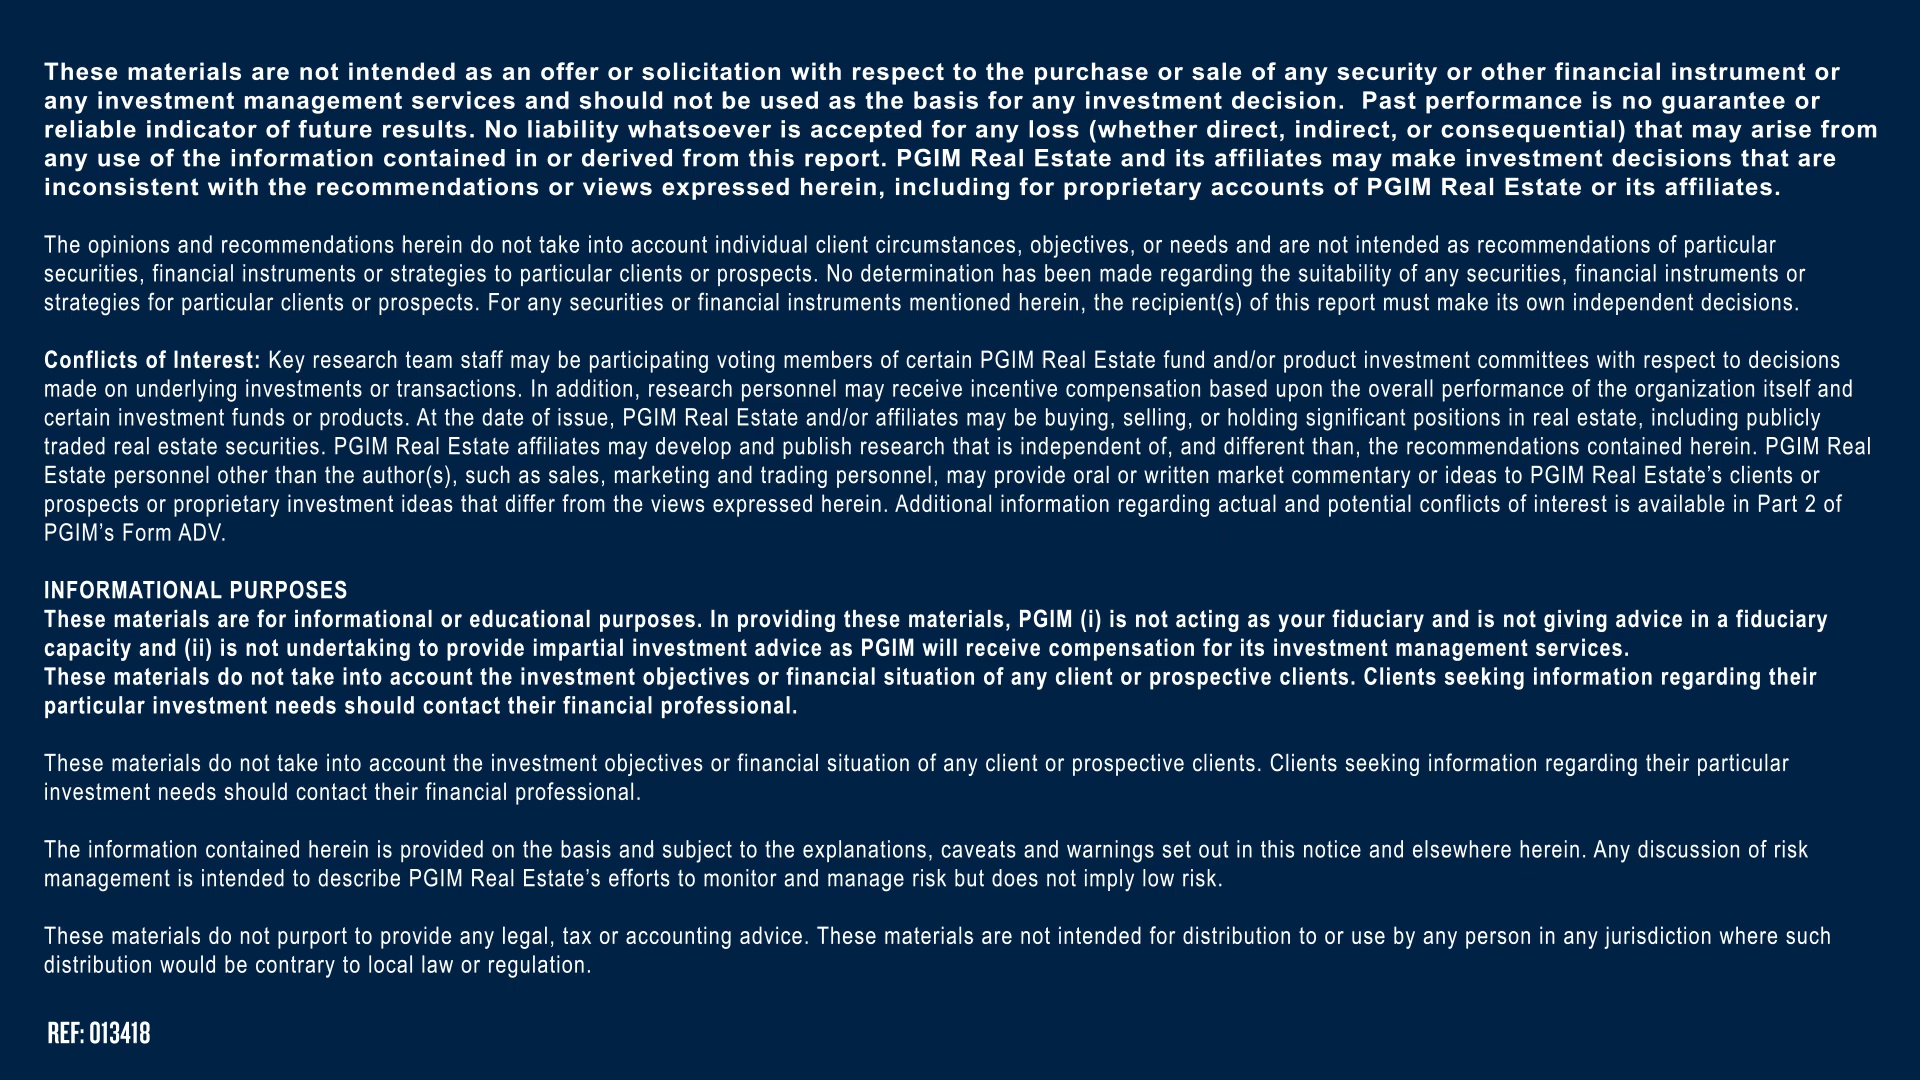 These materials are not intended as an offer or solicitation with respect to the purchase or sale of any security or other financial instrument or
any investment management services and should not be used as the basis for any investment decision.  Past performance is no guarantee or
reliable indicator of future results. No liability whatsoever is accepted for any loss (whether direct, indirect, or consequential) that may arise from
any use of the information contained in or derived from this report. PGIM Real Estate and its affiliates may make investment decisions that are
inconsistent with the recommendations or views expressed herein, including for proprietary accounts of PGIM Real Estate or its affiliates.
The opinions and recommendations herein do not take into account individual client circumstances, objectives, or needs and are not intended as recommendations of particular
securities, financial instruments or strategies to particular clients or prospects. No determination has been made regarding the suitability of any securities, financial instruments or
strategies for particular clients or prospects. For any securities or financial instruments mentioned herein, the recipient(s) of this report must make its own independent decisions.
Conflicts of Interest: Key research team staff may be participating voting members of certain PGIM Real Estate fund and/or product investment committees with respect to decisions
made on underlying investments or transactions. In addition, research personnel may receive incentive compensation based upon the overall performance of the organization itself and
certain investment funds or products. At the date of issue, PGIM Real Estate and/or affiliates may be buying, selling, or holding significant positions in real estate, including publicly
traded real estate securities. PGIM Real Estate affiliates may develop and publish research that is independent of, and different than, the recommendations contained herein. PGIM Real
Estate personnel other than the author(s), such as sales, marketing and trading personnel, may provide oral or written market commentary or ideas to PGIM Real Estate’s clients or
prospects or proprietary investment ideas that differ from the views expressed herein. Additional information regarding actual and potential conflicts of interest is available in Part 2 of
PGIM’s Form ADV.
INFORMATIONAL PURPOSES
These materials are for informational or educational purposes. In providing these materials, PGIM (i) is not acting as your fiduciary and is not giving advice in a fiduciary
capacity and (ii) is not undertaking to provide impartial investment advice as PGIM will receive compensation for its investment management services.
These materials do not take into account the investment objectives or financial situation of any client or prospective clients. Clients seeking information regarding their
particular investment needs should contact their financial professional.
These materials do not take into account the investment objectives or financial situation of any client or prospective clients. Clients seeking information regarding their particular
investment needs should contact their financial professional.
The information contained herein is provided on the basis and subject to the explanations, caveats and warnings set out in this notice and elsewhere herein. Any discussion of risk
management is intended to describe PGIM Real Estate’s efforts to monitor and manage risk but does not imply low risk.
These materials do not purport to provide any legal, tax or accounting advice. These materials are not intended for distribution to or use by any person in any jurisdiction where such
distribution would be contrary to local law or regulation.
REF: 013418